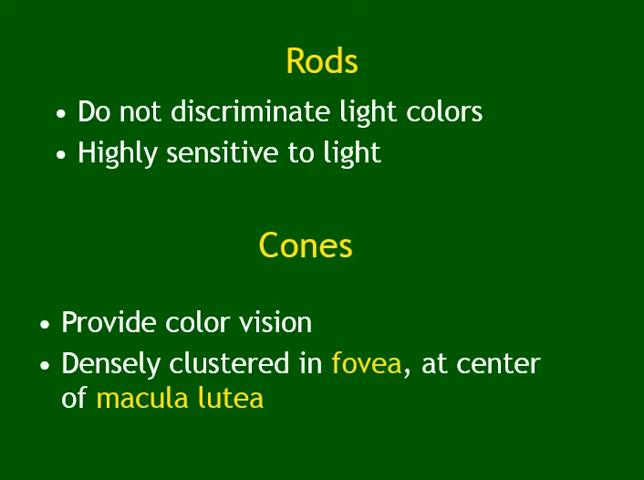 Rods
• Do not discriminate light colors
• Highly sensitive to light
Cones
• Provide color vision
• Densely clustered in fovea, at center
of macula lutea